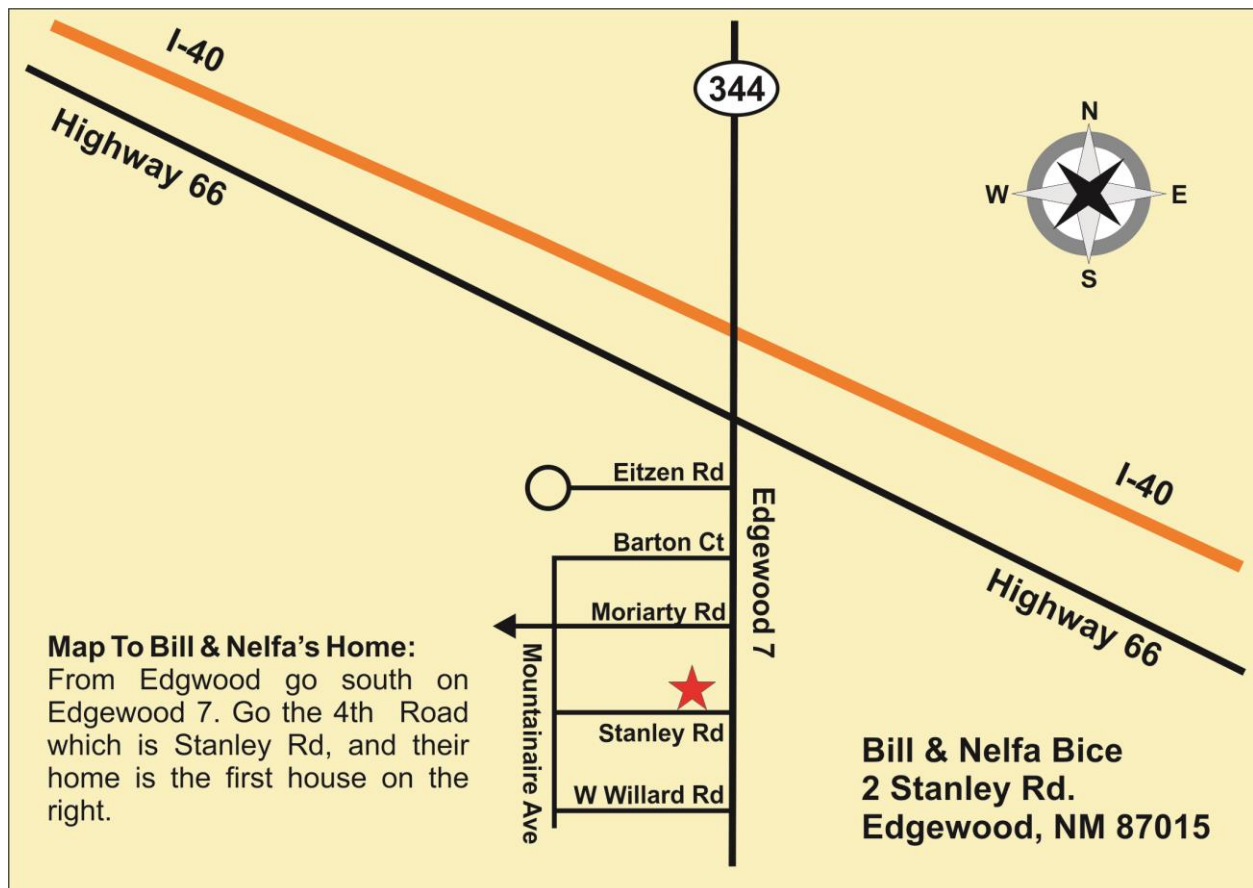 I-40
Highway 66
344
N
W
E
S
Eitzen Rd
Edgewood 7
Barton Ct
I-40
Highway 66
Moriarty Rd
Mountainaire Ave
Stanley Rd
W Willard Rd
Map To Bill & Nelfa's Home:
From Edgwood go south on
Edgewood 7. Go the 4th Road
which is Stanley Rd, and their
home is the first house on the
right.
Bill & Nelfa Bice
2 Stanley Rd.
Edgewood, NM 87015